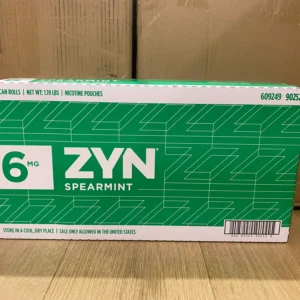 CAN ROLLS | NET WT: 1.19 LBS | NICOTINE POUCHES
609249
6 MG
ZYN®
SPEARMINT
STORE IN A COOL, DRY PLACE | SALE ONLY ALLOWED IN THE UNITED STATES